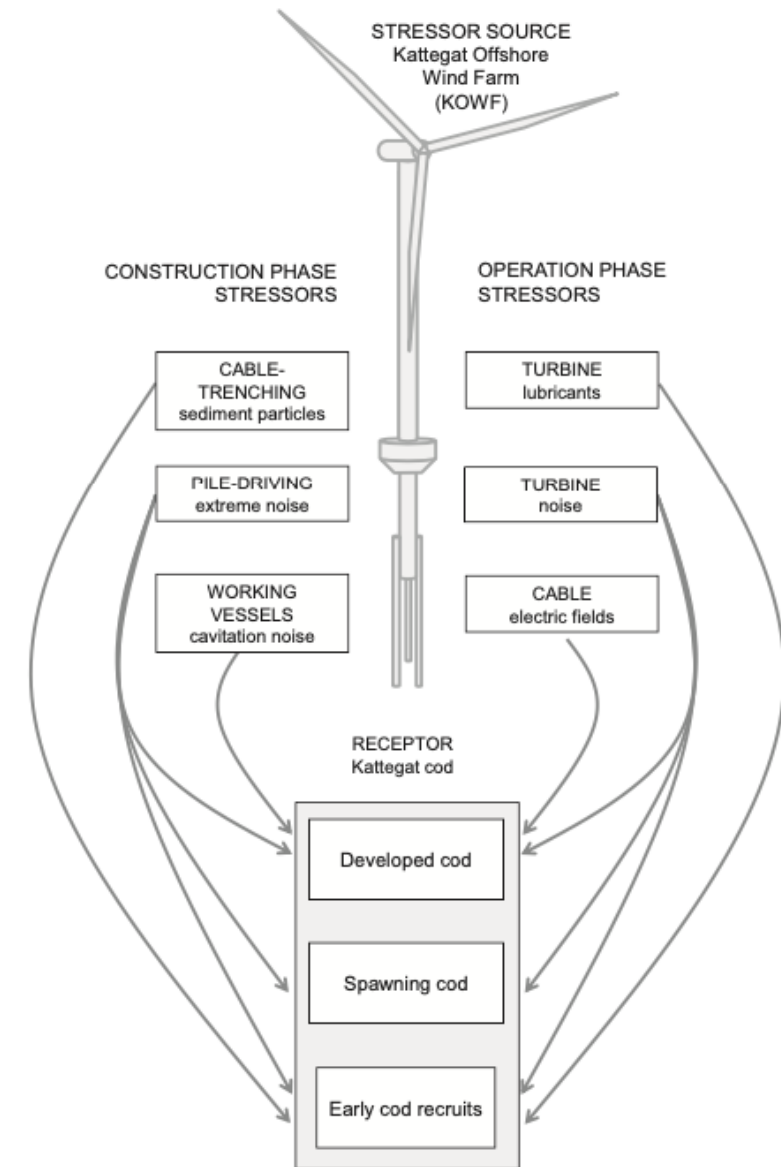 STRESSOR SOURCE
Kattegat Offshore
Wind Farm
(KOWF)
CONSTRUCTION PHASE
STRESSORS
OPERATION PHASE
STRESSORS
CABLE-
TRENCHING
sediment particles
TURBINE
lubricants
PILE-DRIVING
extreme noise
TURBINE
noise
WORKING
VESSELS
cavitation noise
CABLE
electric fields
RECEPTOR
Kattegat cod
Developed cod
Spawning cod
Early cod recruits